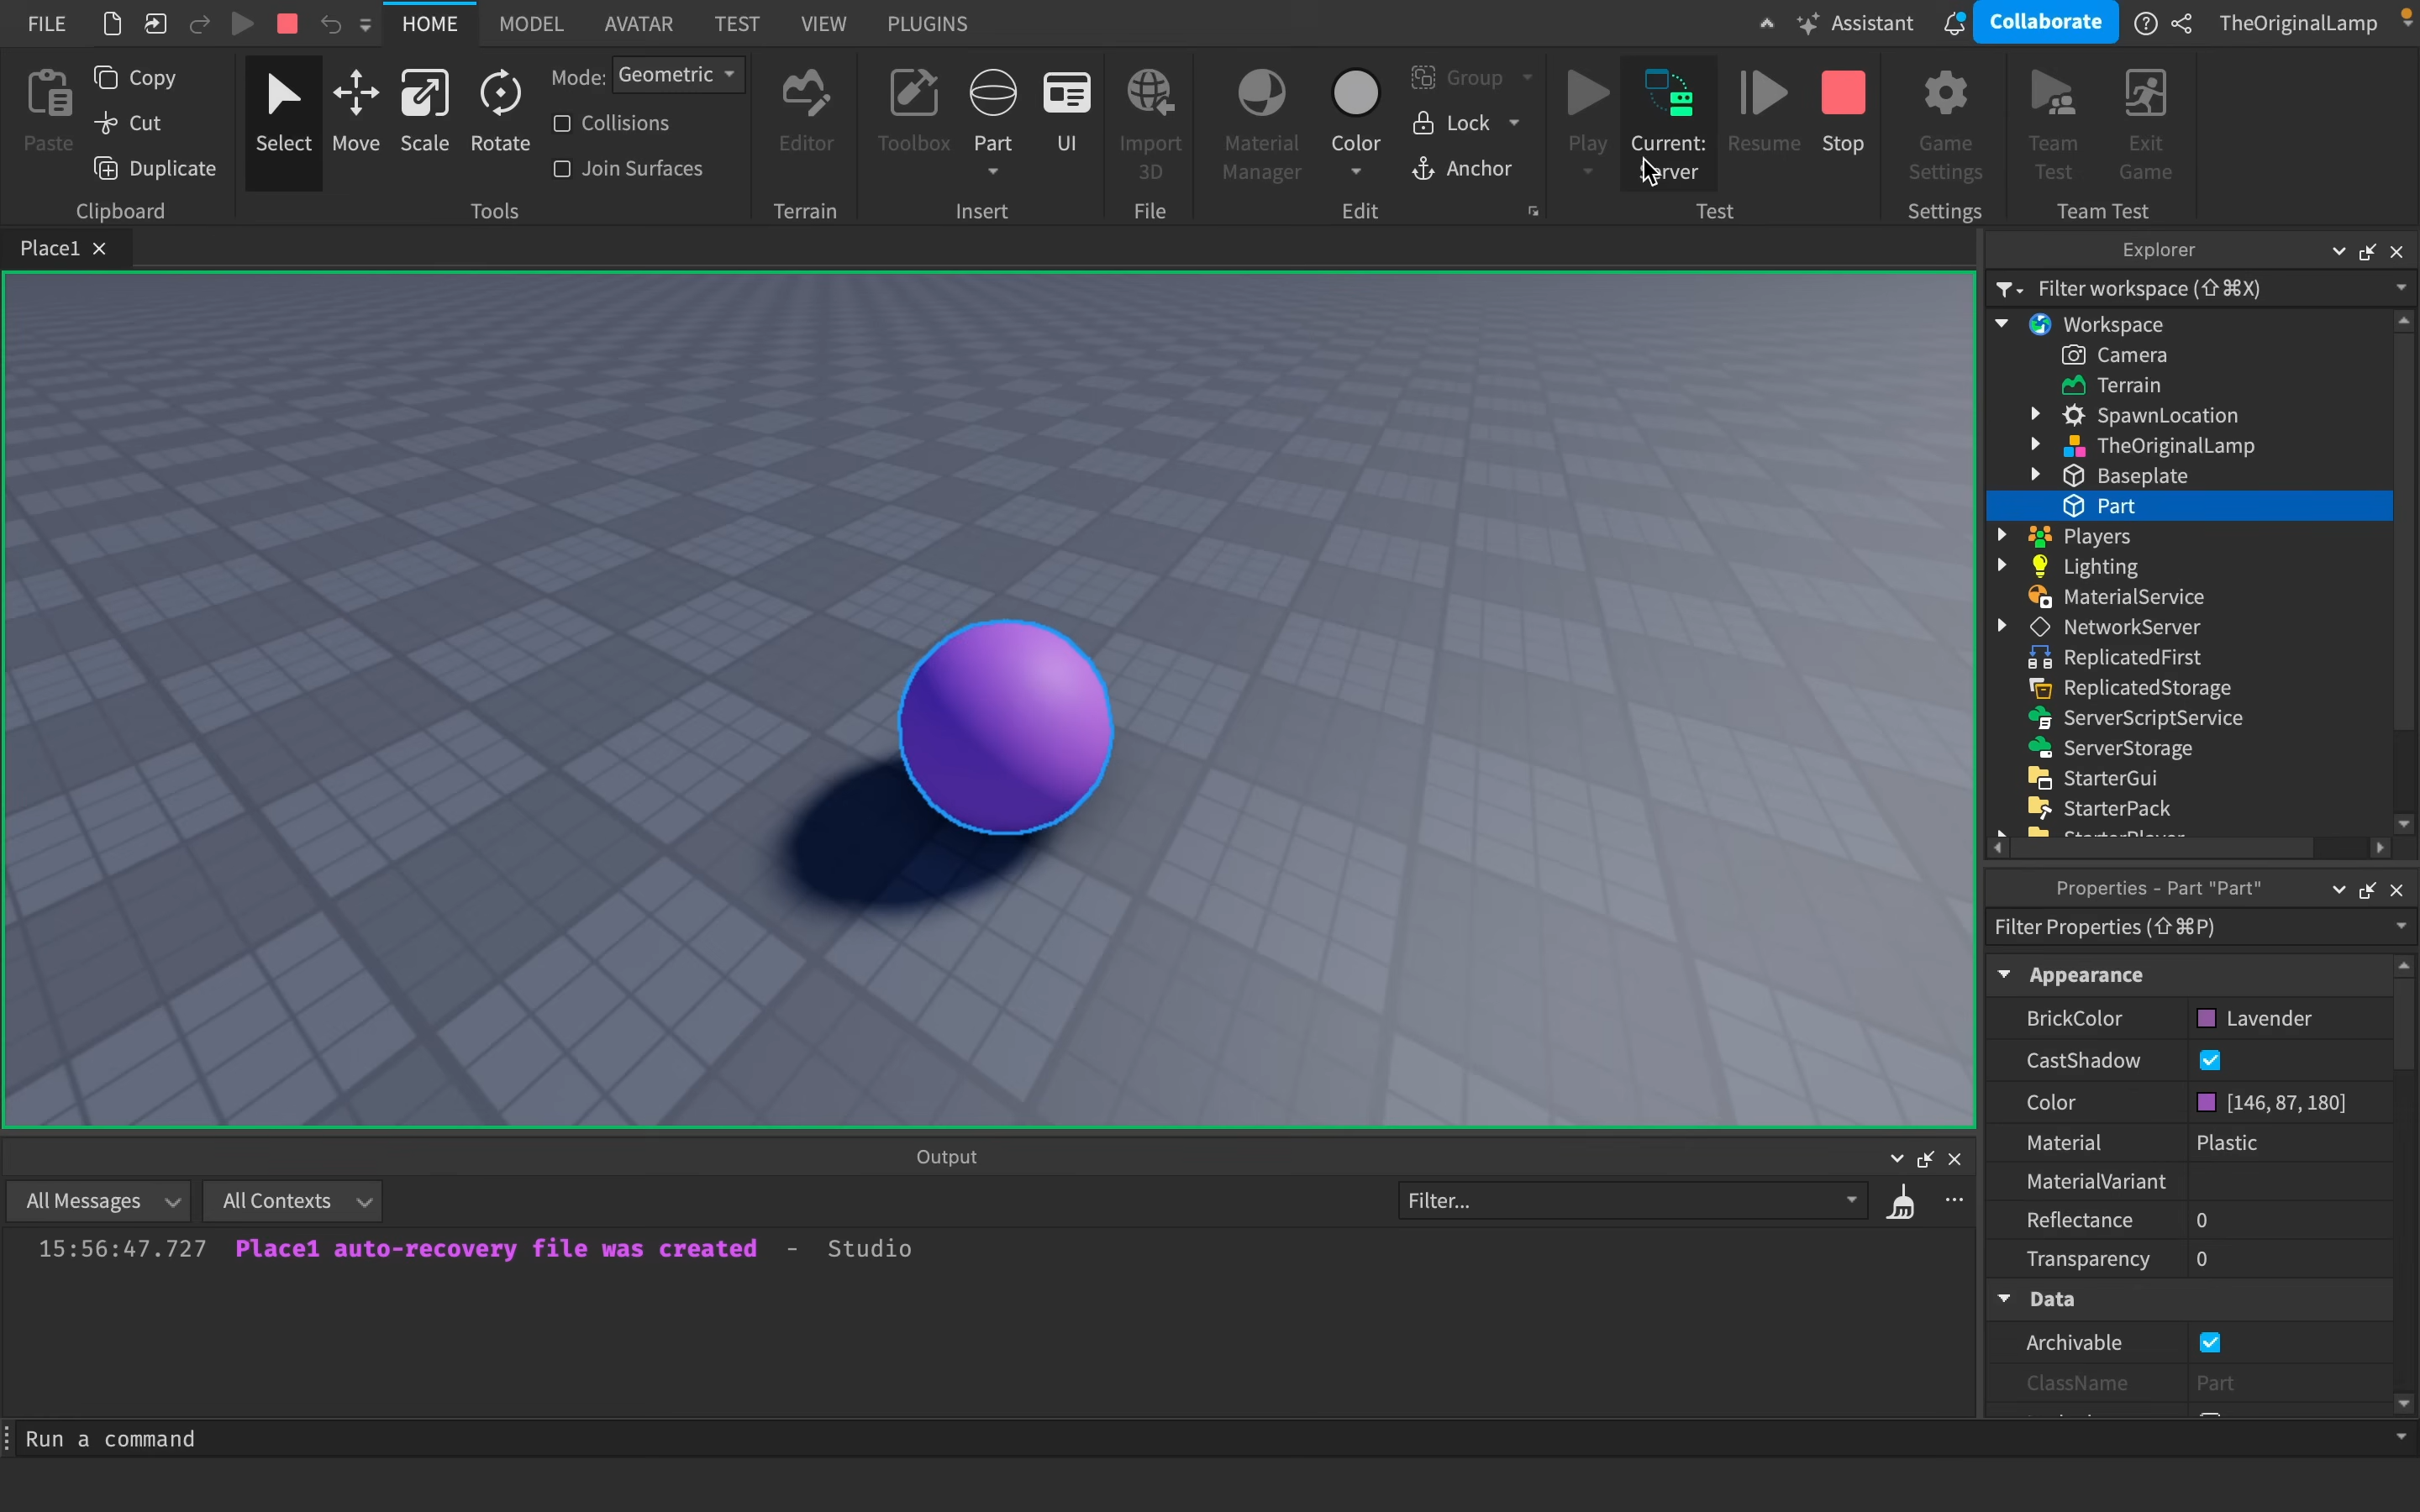 FILE HOME MODEL AVATAR TEST VIEW PLUGINS Assistant Collaborate TheOriginalLamp
Paste
Copy
Cut
Duplicate
Clipboard
Select Move Scale Rotate
Mode: Geometric
Collisions
Join Surfaces
Tools
Editor
Terrain
Toolbox Part UI
Insert
Import
3D
File
Material
Manager
Color
Group
Lock
Anchor
Edit
Play
Current:
Resume Stop
Test
Game
Settings
Settings
Team
Test
Exit
Game
Team Test
Place1
Explorer
Filter workspace (⇧⌘X)
Workspace
Camera
Terrain
SpawnLocation
TheOriginalLamp
Baseplate
Part
Players
Lighting
MaterialService
NetworkServer
ReplicatedFirst
ReplicatedStorage
ServerScriptService
ServerStorage
StarterGui
StarterPack
Properties - Part "Part"
Filter Properties (⇧⌘P)
Appearance
BrickColor Lavender
CastShadow
Color [146, 87, 180]
Material Plastic
MaterialVariant
Reflectance 0
Transparency 0
Data
Archivable
ClassName Part
Output
All Messages All Contexts Filter...
15:56:47.727 Place1 auto-recovery file was created - Studio
Run a command